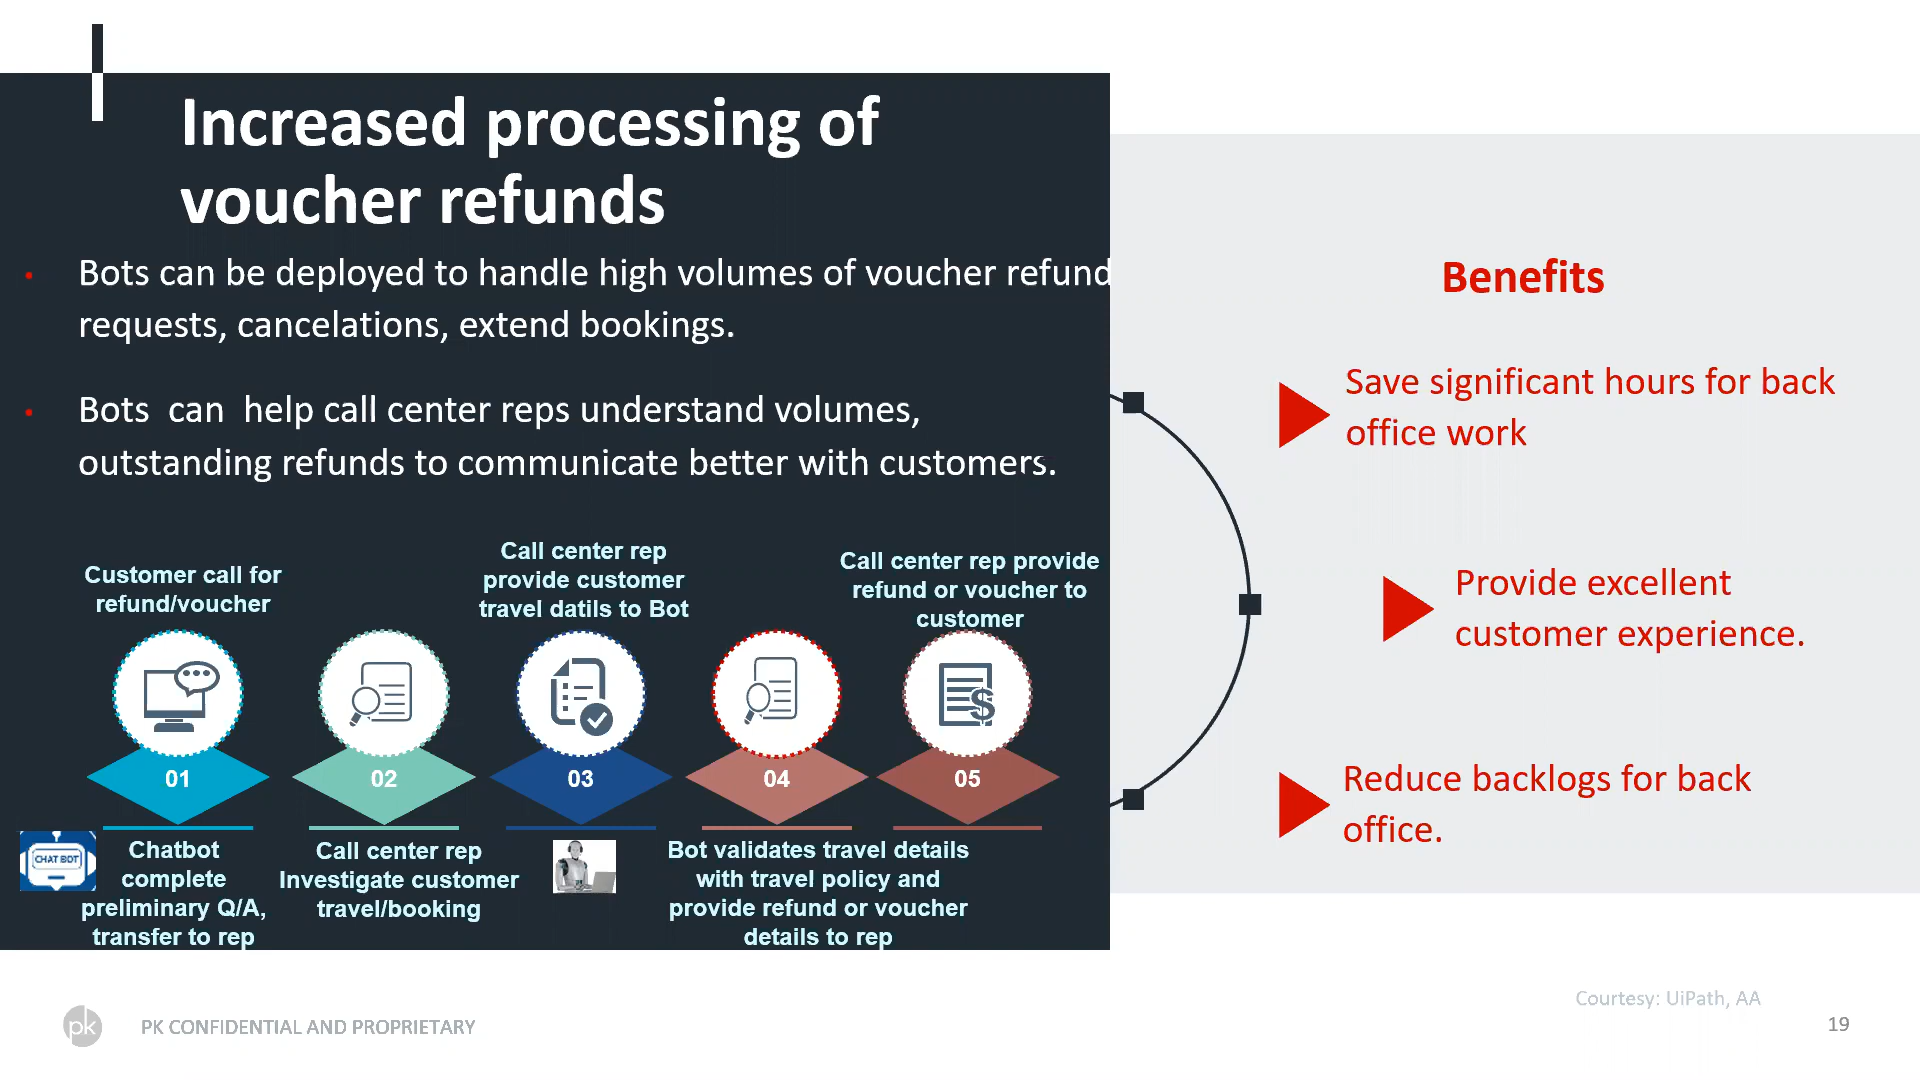 Increased processing of
voucher refunds
• Bots can be deployed to handle high volumes of voucher refund
requests, cancelations, extend bookings.
• Bots can help call center reps understand volumes,
outstanding refunds to communicate better with customers.
Customer call for
refund/voucher
Call center rep
provide customer
travel datils to Bot
Call center rep provide
refund or voucher to
customer
01
02
03
04
05
CHAT BOT
Chatbot
complete
preliminary Q/A,
transfer to rep
Call center rep
Investigate customer
travel/booking
Bot validates travel details
with travel policy and
provide refund or voucher
details to rep
Benefits
Save significant hours for back
office work
Provide excellent
customer experience.
Reduce backlogs for back
office.
Courtesy: UiPath, AA
pk
PK CONFIDENTIAL AND PROPRIETARY
19